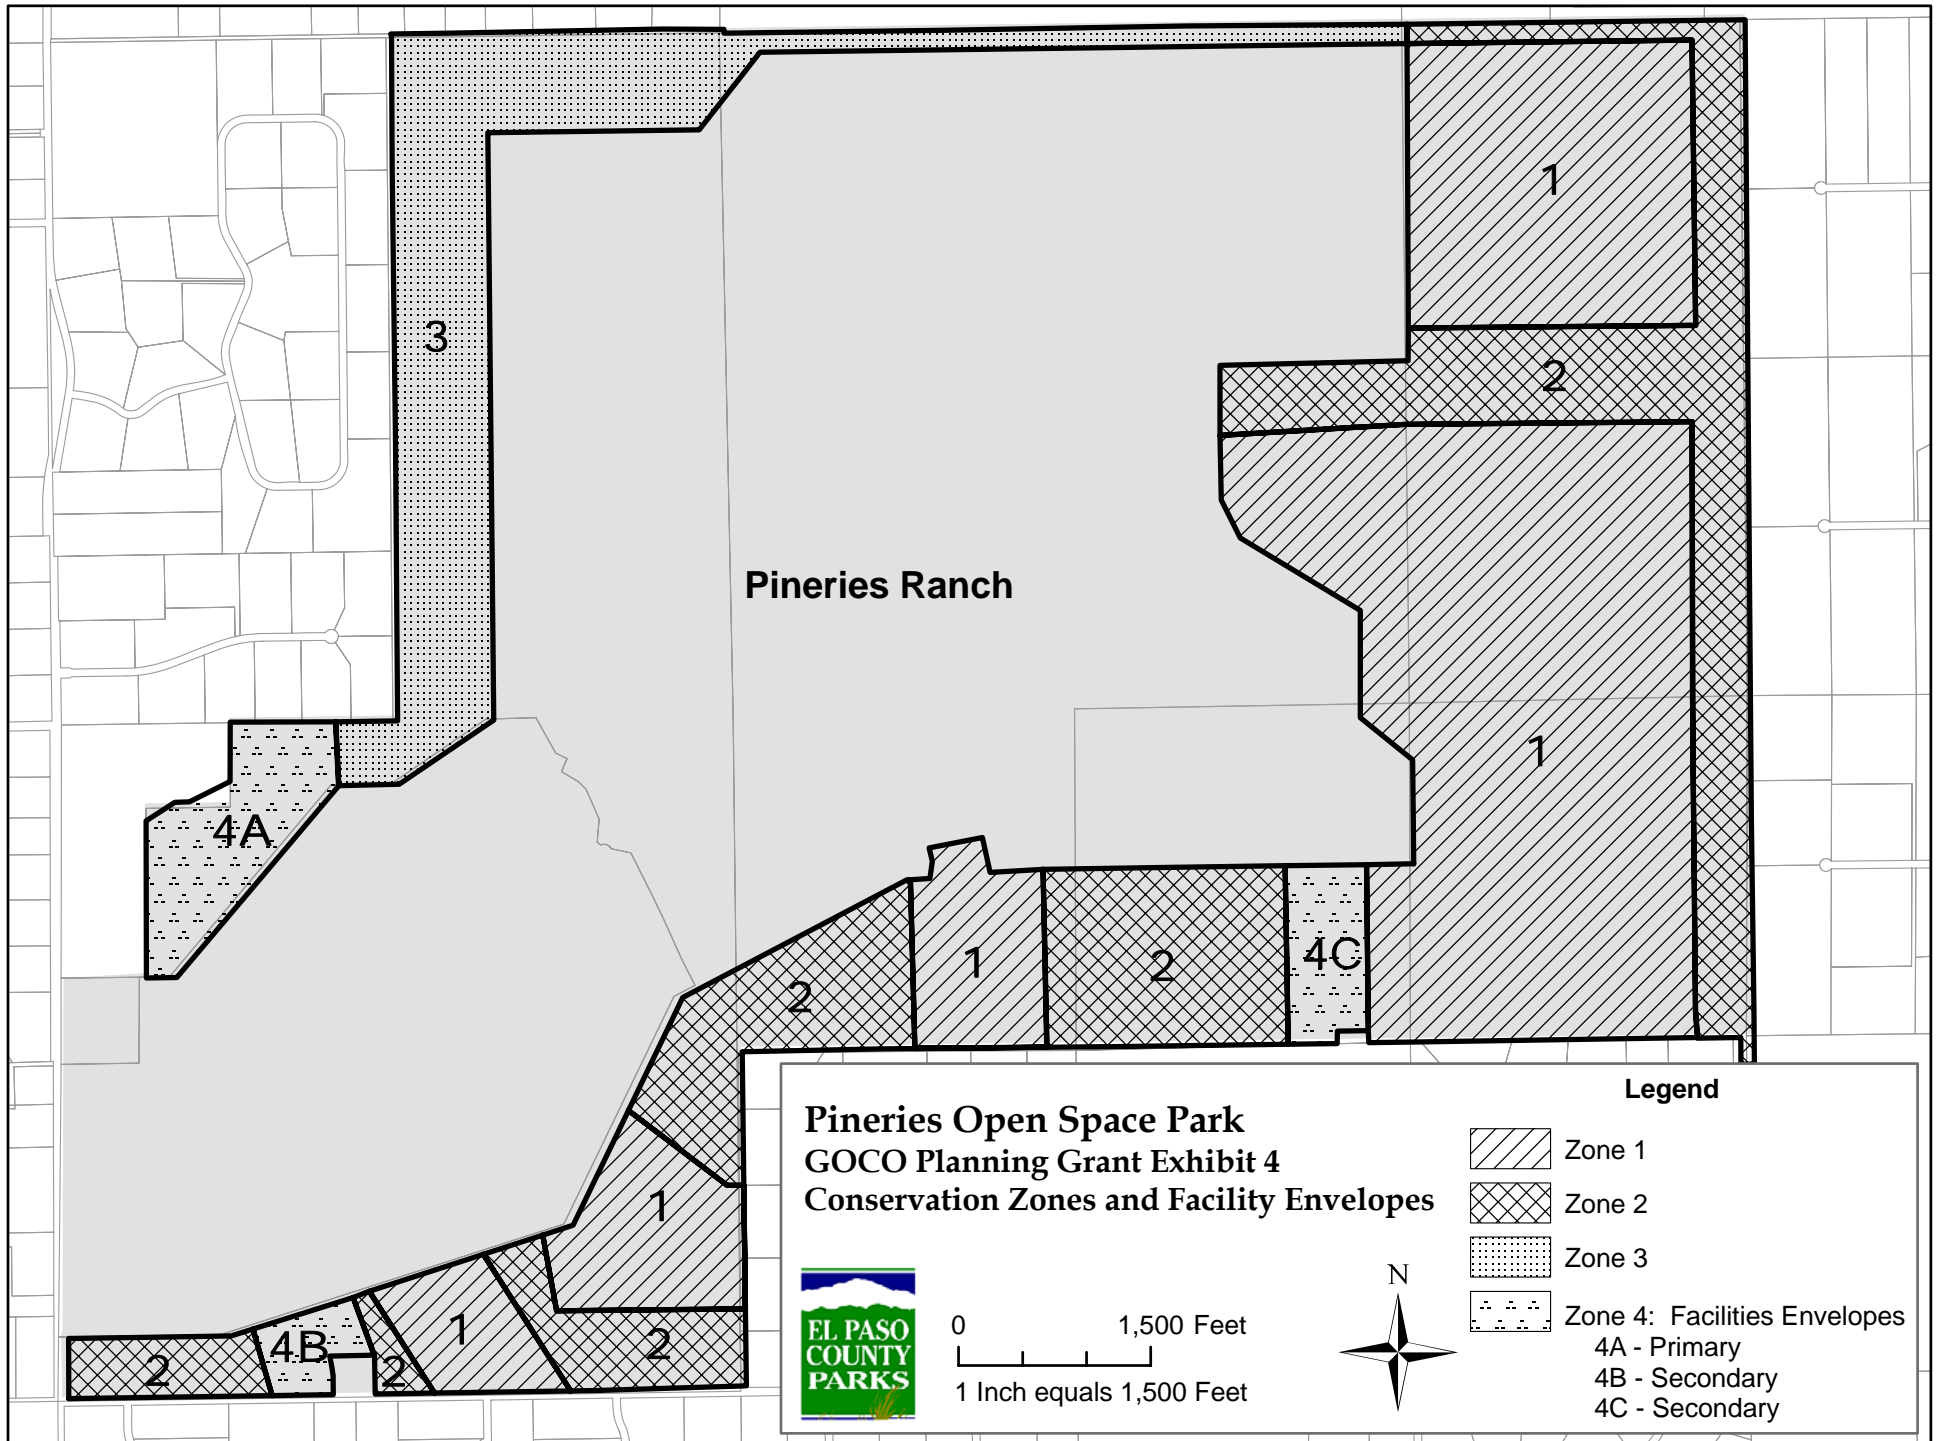 1
3
2
Pineries Ranch
1
4A
1
2
4C
2
1
2
1
4B
2
2
2
Pineries Open Space Park
GOCO Planning Grant Exhibit 4
Conservation Zones and Facility Envelopes
EL PASO
COUNTY
PARKS
0 1,500 Feet
1 Inch equals 1,500 Feet
N
Legend
Zone 1
Zone 2
Zone 3
Zone 4: Facilities Envelopes
4A - Primary
4B - Secondary
4C - Secondary